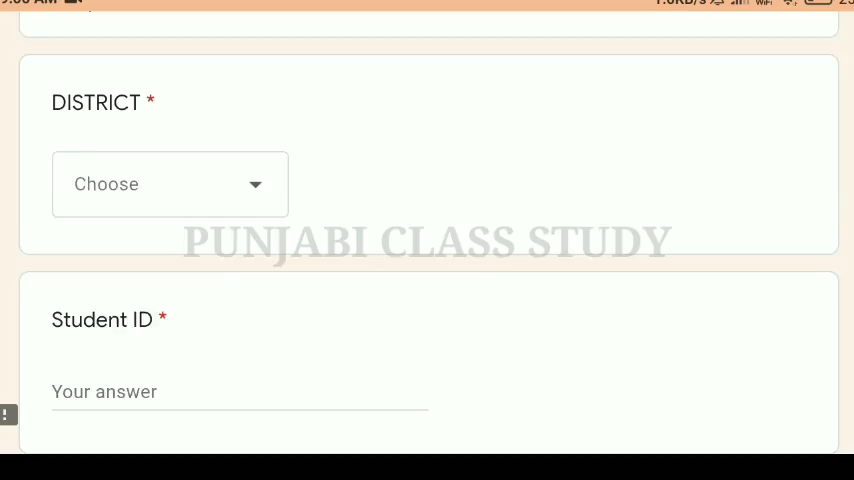 DISTRICT *
Choose
PUNJABI CLASS STUDY
Student ID *
Your answer
!